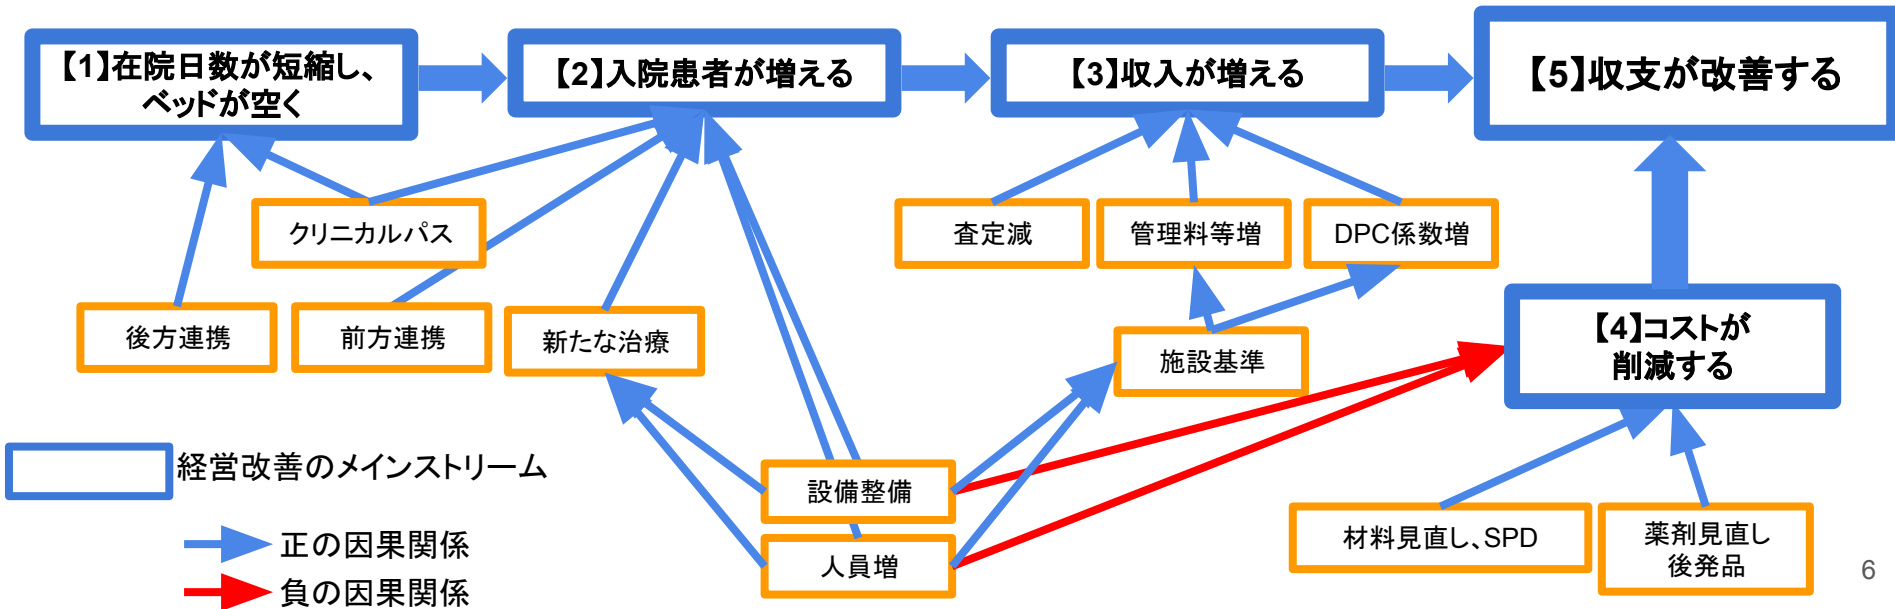 【1】在院日数が短縮し、
ベッドが空く
【2】入院患者が増える
【3】収入が増える
【5】収支が改善する
クリニカルパス
査定減
管理料等増
DPC係数増
後方連携
前方連携
新たな治療
施設基準
【4】コストが
削減する
経営改善のメインストリーム
設備整備
人員増
材料見直し、SPD
薬剤見直し
後発品
正の因果関係
負の因果関係
6